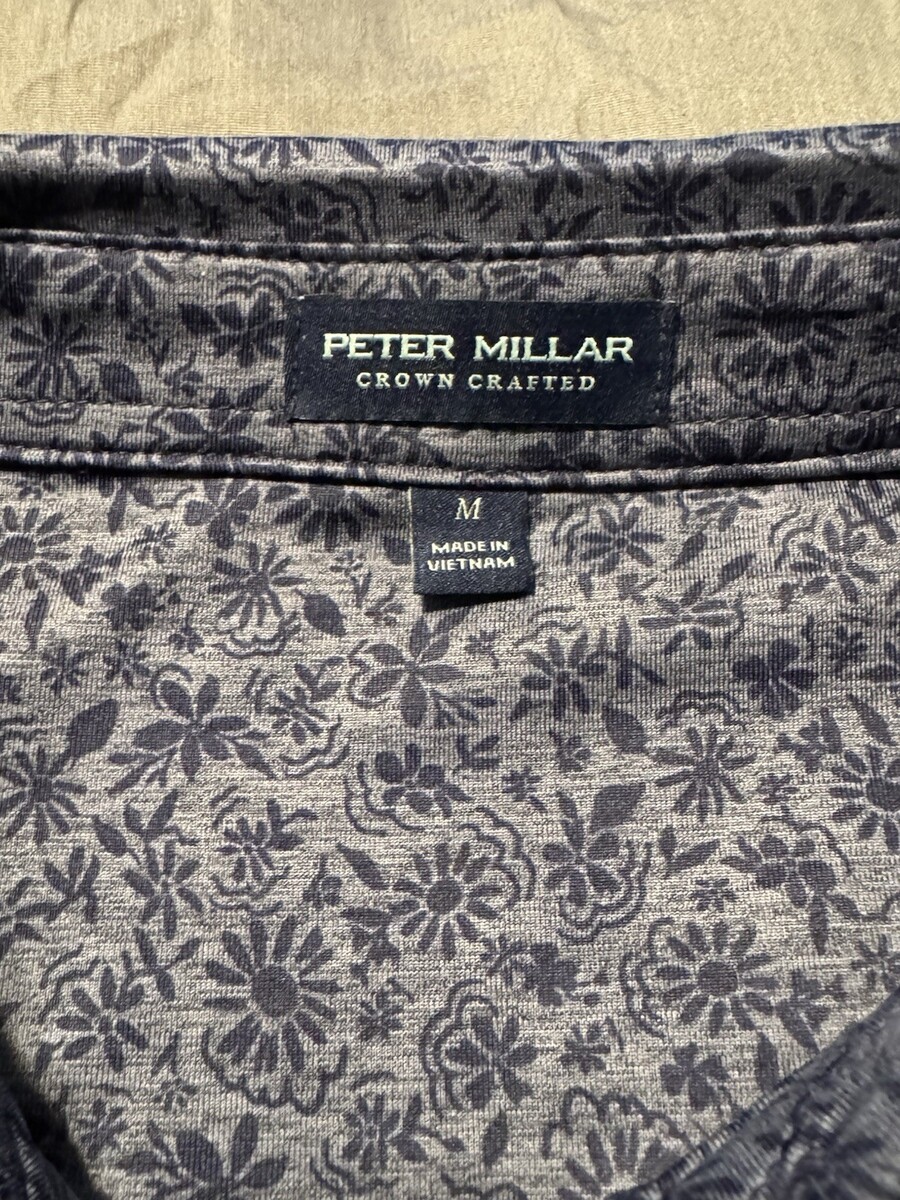 PETER MILLAR
CROWN CRAFTED
M
MADE IN
VIETNAM